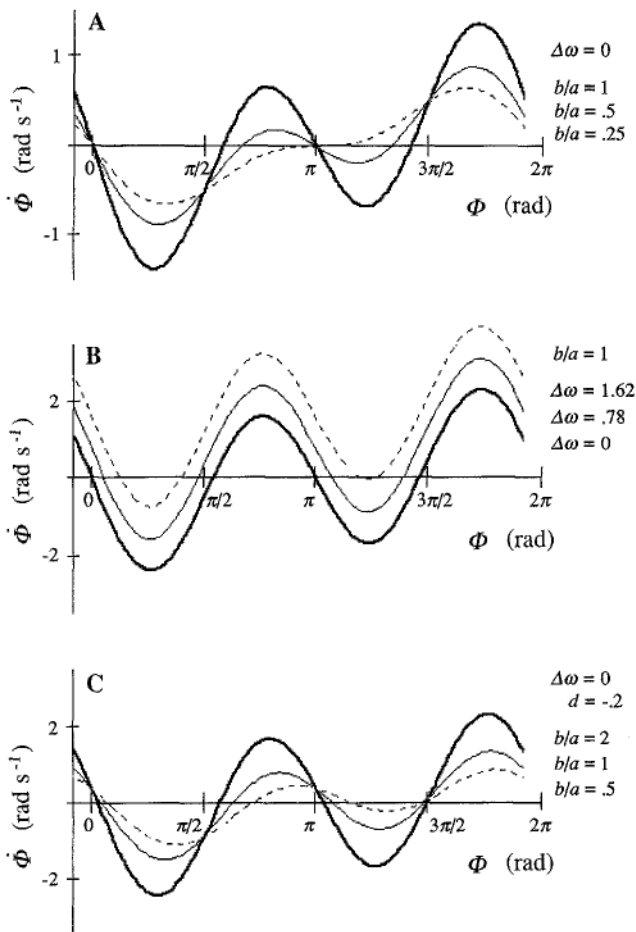 A
Δω = 0
1
b/a = 1
b/a = .5
b/a = .25
Φ̇ (rad s⁻¹)
0 π/2 π 3π/2 2π
Φ (rad)
-1
B
b/a = 1
Δω = 1.62
2
Δω = .78
Δω = 0
Φ̇ (rad s⁻¹)
0 π/2 π 3π/2 2π
Φ (rad)
-2
C
Δω = 0
d = -.2
2
b/a = 2
b/a = 1
b/a = .5
Φ̇ (rad s⁻¹)
0 π/2 π 3π/2 2π
Φ (rad)
-2